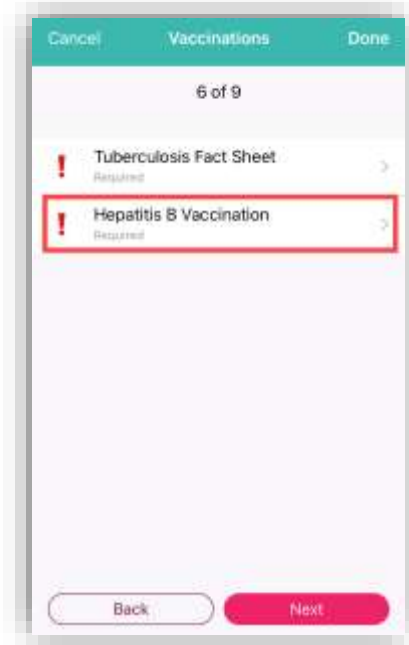 Cancel Vaccinations Done
6 of 9
! Tuberculosis Fact Sheet
Required
! Hepatitis B Vaccination
Required
Back Next